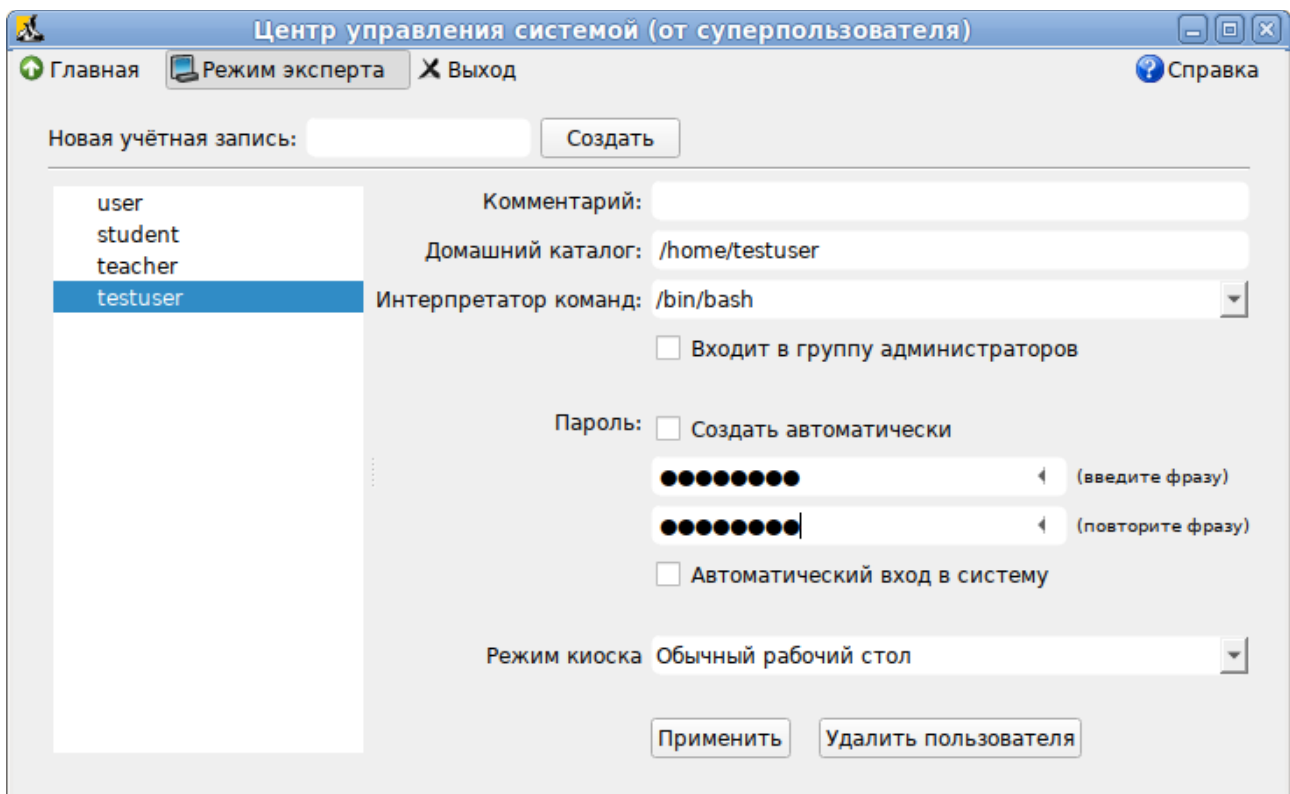 Центр управления системой (от суперпользователя)
Главная Режим эксперта Выход Справка
Новая учётная запись: Создать
user
student
teacher
testuser
Комментарий:
Домашний каталог: /home/testuser
Интерпретатор команд: /bin/bash
Входит в группу администраторов
Пароль: Создать автоматически
●●●●●●●● (введите фразу)
●●●●●●●● (повторите фразу)
Автоматический вход в систему
Режим киоска Обычный рабочий стол
Применить Удалить пользователя